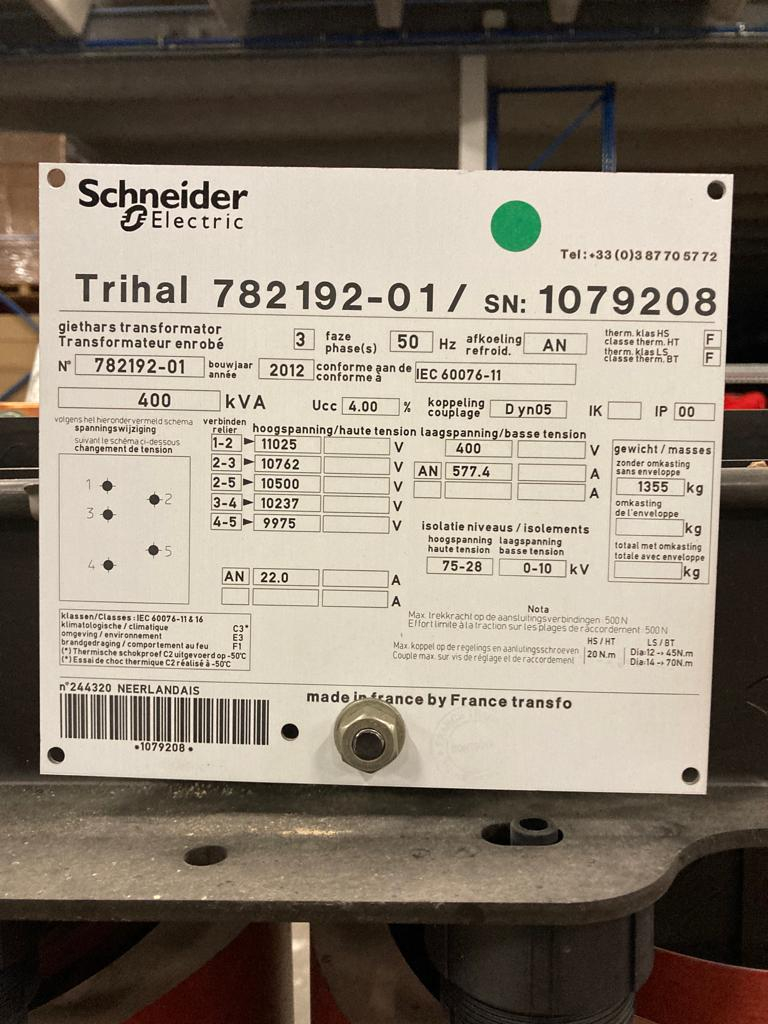 Schneider
Electric
Tel:+33(0)387705772
Trihal 782192-01/ SN: 1079208
giethars transformator
Transformateur enrobé
3
faze
phase(s)
50 Hz
afkoeling
refroid.
AN
therm. klas HS
classe therm. HT
F
therm. klas LS
classe therm. BT
F
N° 782192-01
bouwjaar
année
2012
conforme aan de
conforme à
IEC 60076-11
400 kVA
Ucc 4.00 %
koppeling
couplage
D yn05
IK
IP 00
volgens het hierondervermeld schema
spanningswijziging
suivant le schéma ci-dessous
changement de tension
verbinden
relier
hoogspanning/haute tension
laagspanning/basse tension
1-2 11025 V
2-3 10762 V
2-5 10500 V
3-4 10237 V
4-5 9975 V
400 V
AN 577.4 A
A
1
2
3
4
5
AN 22.0 A
A
isolatie niveaus / isolements
hoogspanning
haute tension
laagspanning
basse tension
75-28
0-10 kV
gewicht / masses
zonder omkasting
sans enveloppe
1355 kg
omkasting
de l'enveloppe
kg
totaal met omkasting
totale avec enveloppe
kg
klassen/Classes : IEC 60076-11 & 16
klimatologische / climatique C3*
omgeving / environnement E3
brandgedraging / comportement au feu F1
(*) Thermische schokproef C2 uitgevoerd op -50°C
(*) Essai de choc thermique C2 réalisé à -50°C
Nota
Max. trekkracht op de aansluitingsverbindingen: 500 N
Effort limite à la traction sur les plages de raccordement: 500 N
HS / HT
LS / BT
Max. koppel op de regelings en aanlutingsschroeven
Couple max. sur vis de réglage et de raccordement
20 N.m
Dia:12 -> 45N.m
Dia:14 -> 70N.m
n°244320 NEERLANDAIS
*1079208*
made in france by France transfo